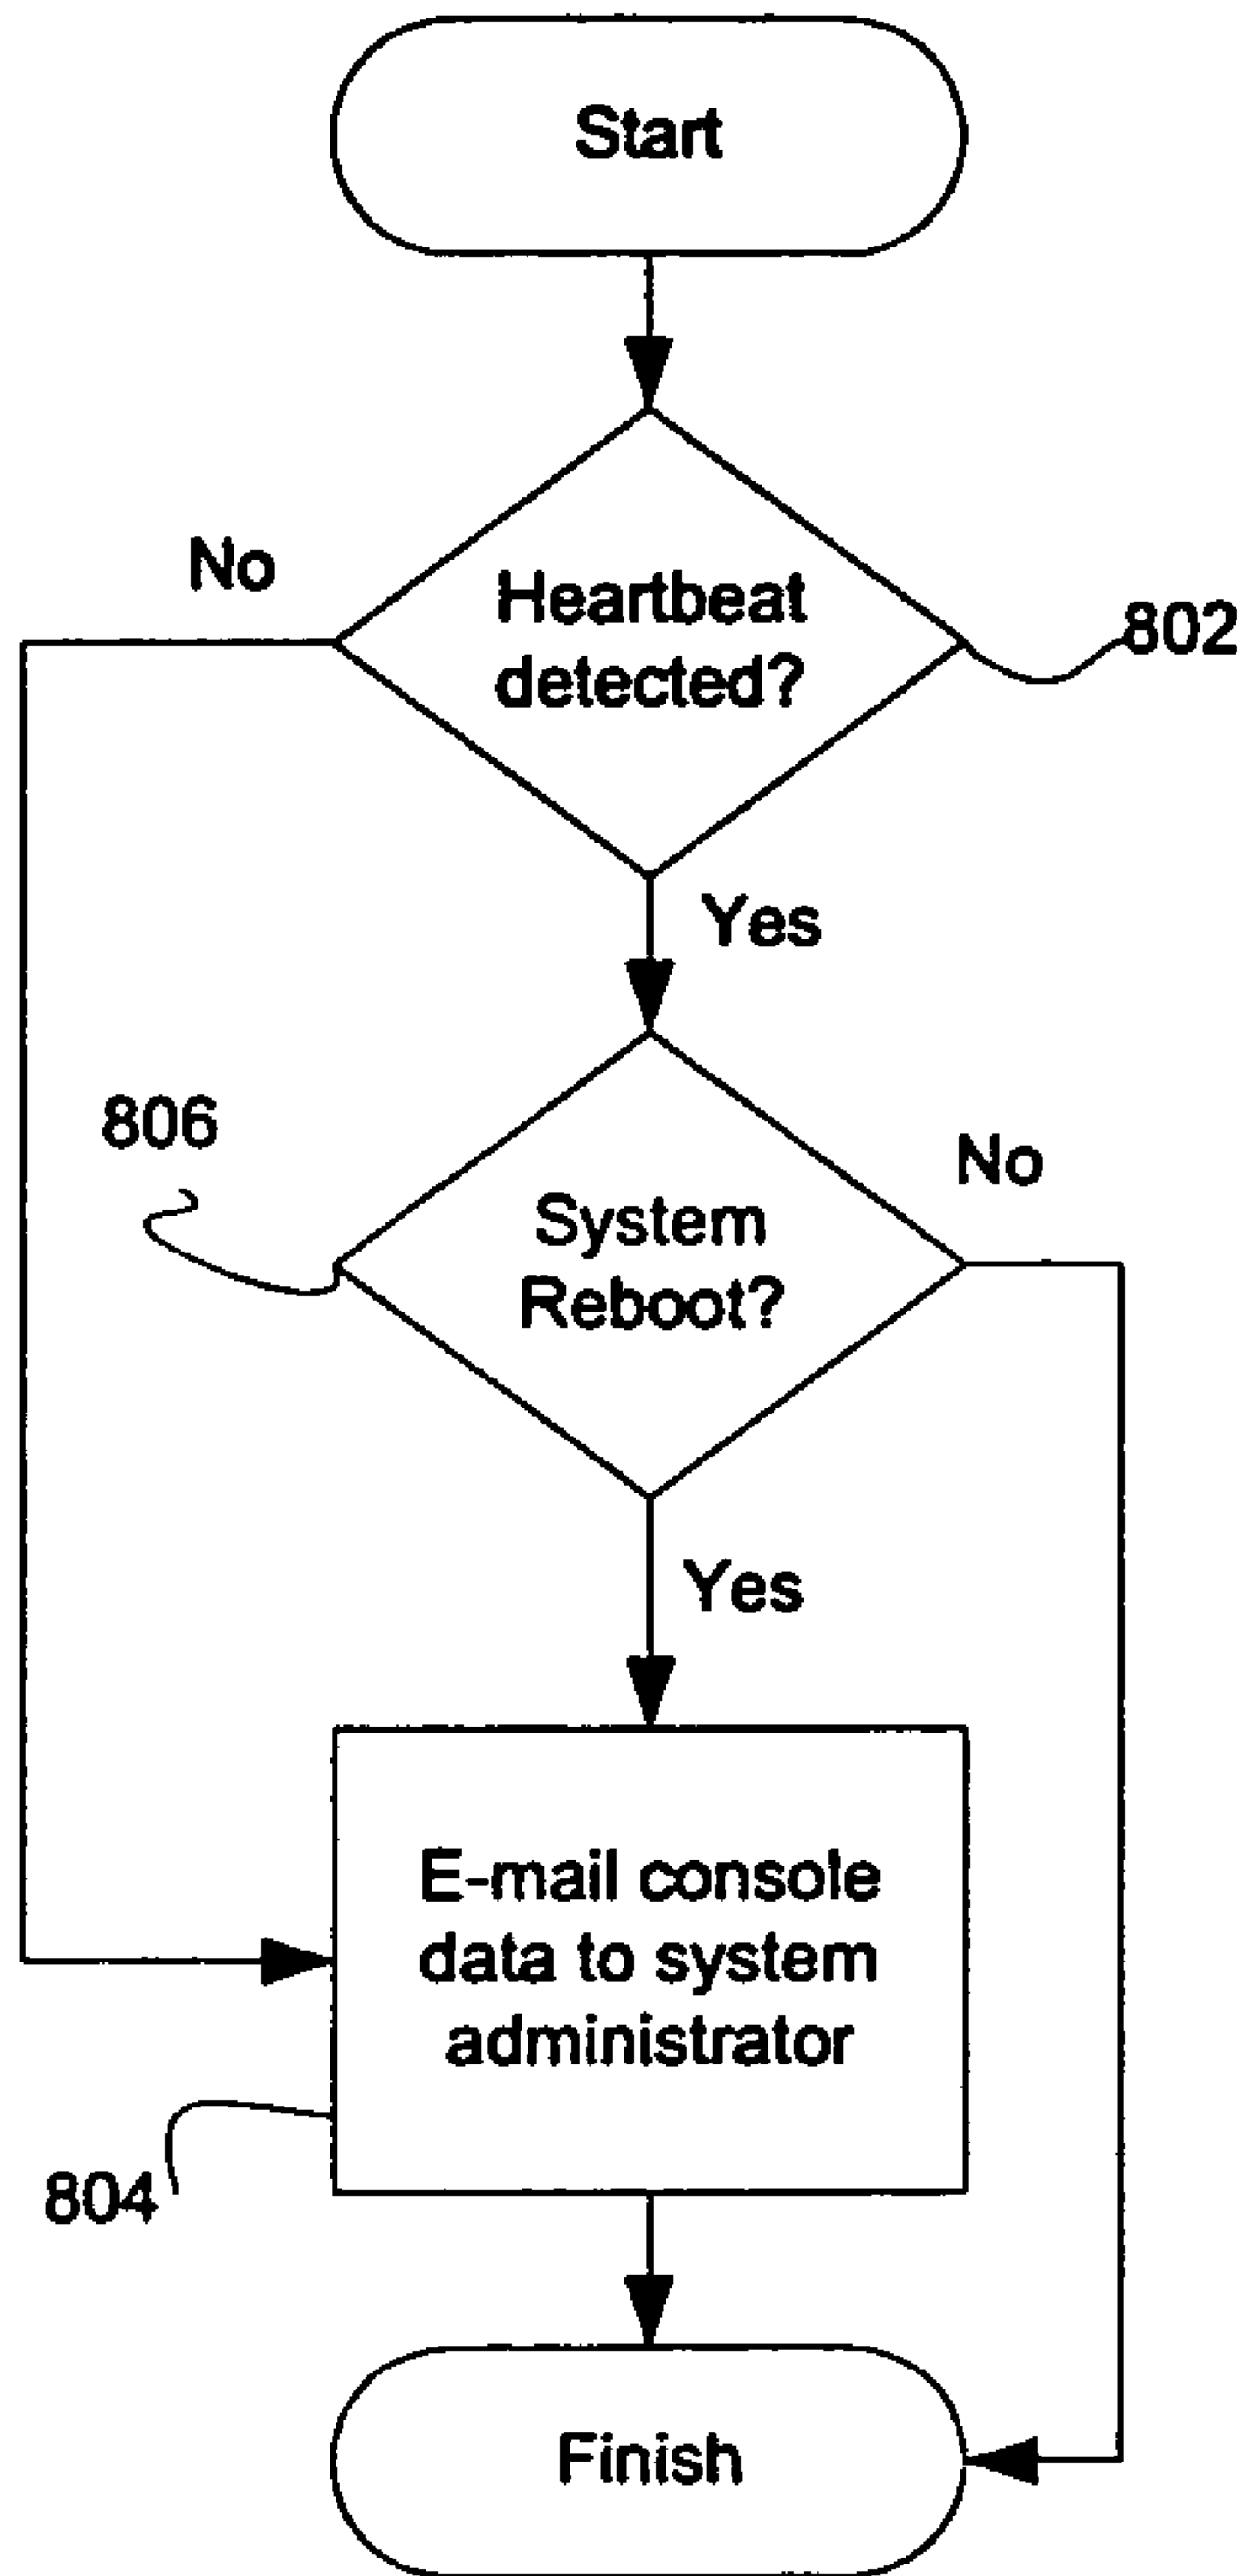 Start
No
Heartbeat
detected?
802
Yes
806
No
System
Reboot?
Yes
E-mail console
data to system
administrator
804
Finish